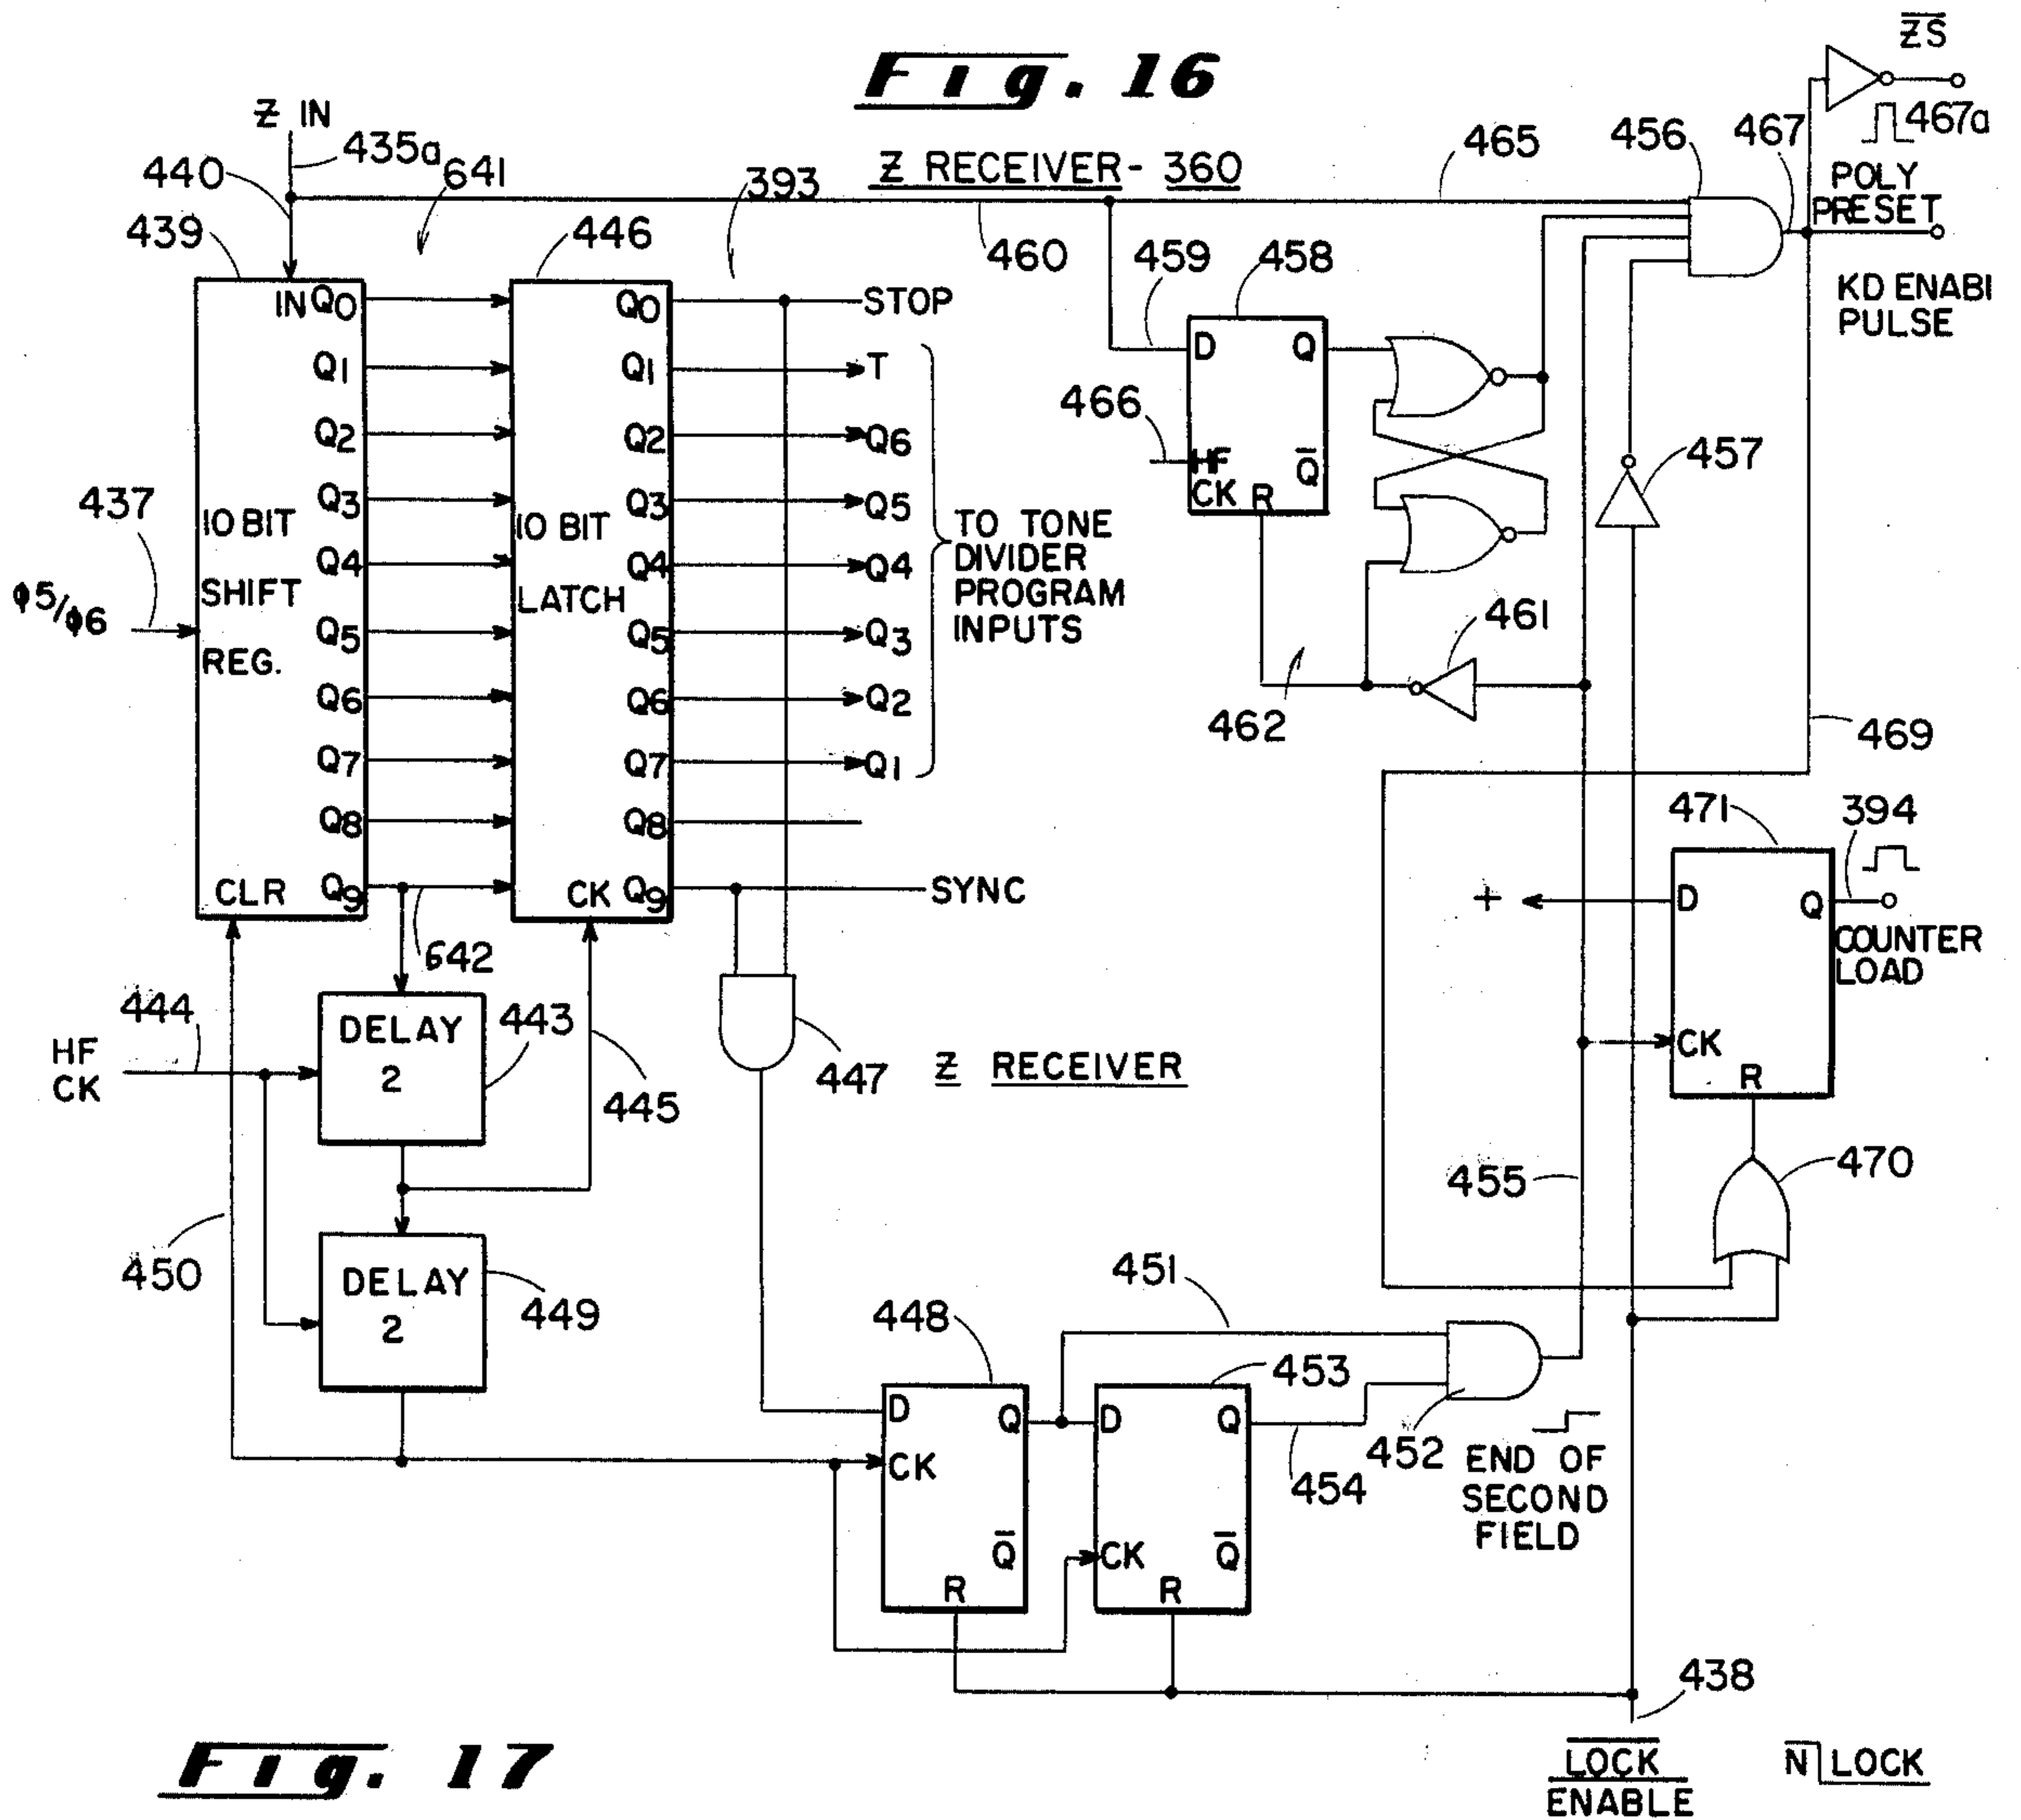 Fig. 16
Z̄S̄
467a
Z IN
435a
440
641
Z RECEIVER - 360
393
465
456
467
POLY
PRESET
439
446
460
459
458
KD ENABI
PULSE
IN Q0
Q0
STOP
Q1
Q1
T
D
Q
466
HF
CK
R
Q̄
457
Q2
Q2
Q6
437
Q3
Q3
Q5
10 BIT
SHIFT
REG.
10 BIT
LATCH
TO TONE
DIVIDER
PROGRAM
INPUTS
φ5/φ6
Q4
Q4
Q4
Q5
Q5
Q3
461
462
Q6
Q6
Q2
469
Q7
Q7
Q1
Q8
Q8
471
394
CLR
Q9
CK
Q9
SYNC
+
D
Q
COUNTER
LOAD
642
444
HF
CK
DELAY
2
443
445
447
Z RECEIVER
CK
R
455
470
450
DELAY
2
449
451
448
453
D
Q
CK
Q̄
R
D
Q
CK
Q̄
R
454
452
END OF
SECOND
FIELD
438
L̄ŌC̄K̄
ENABLE
N̄ LOCK
Fig. 17